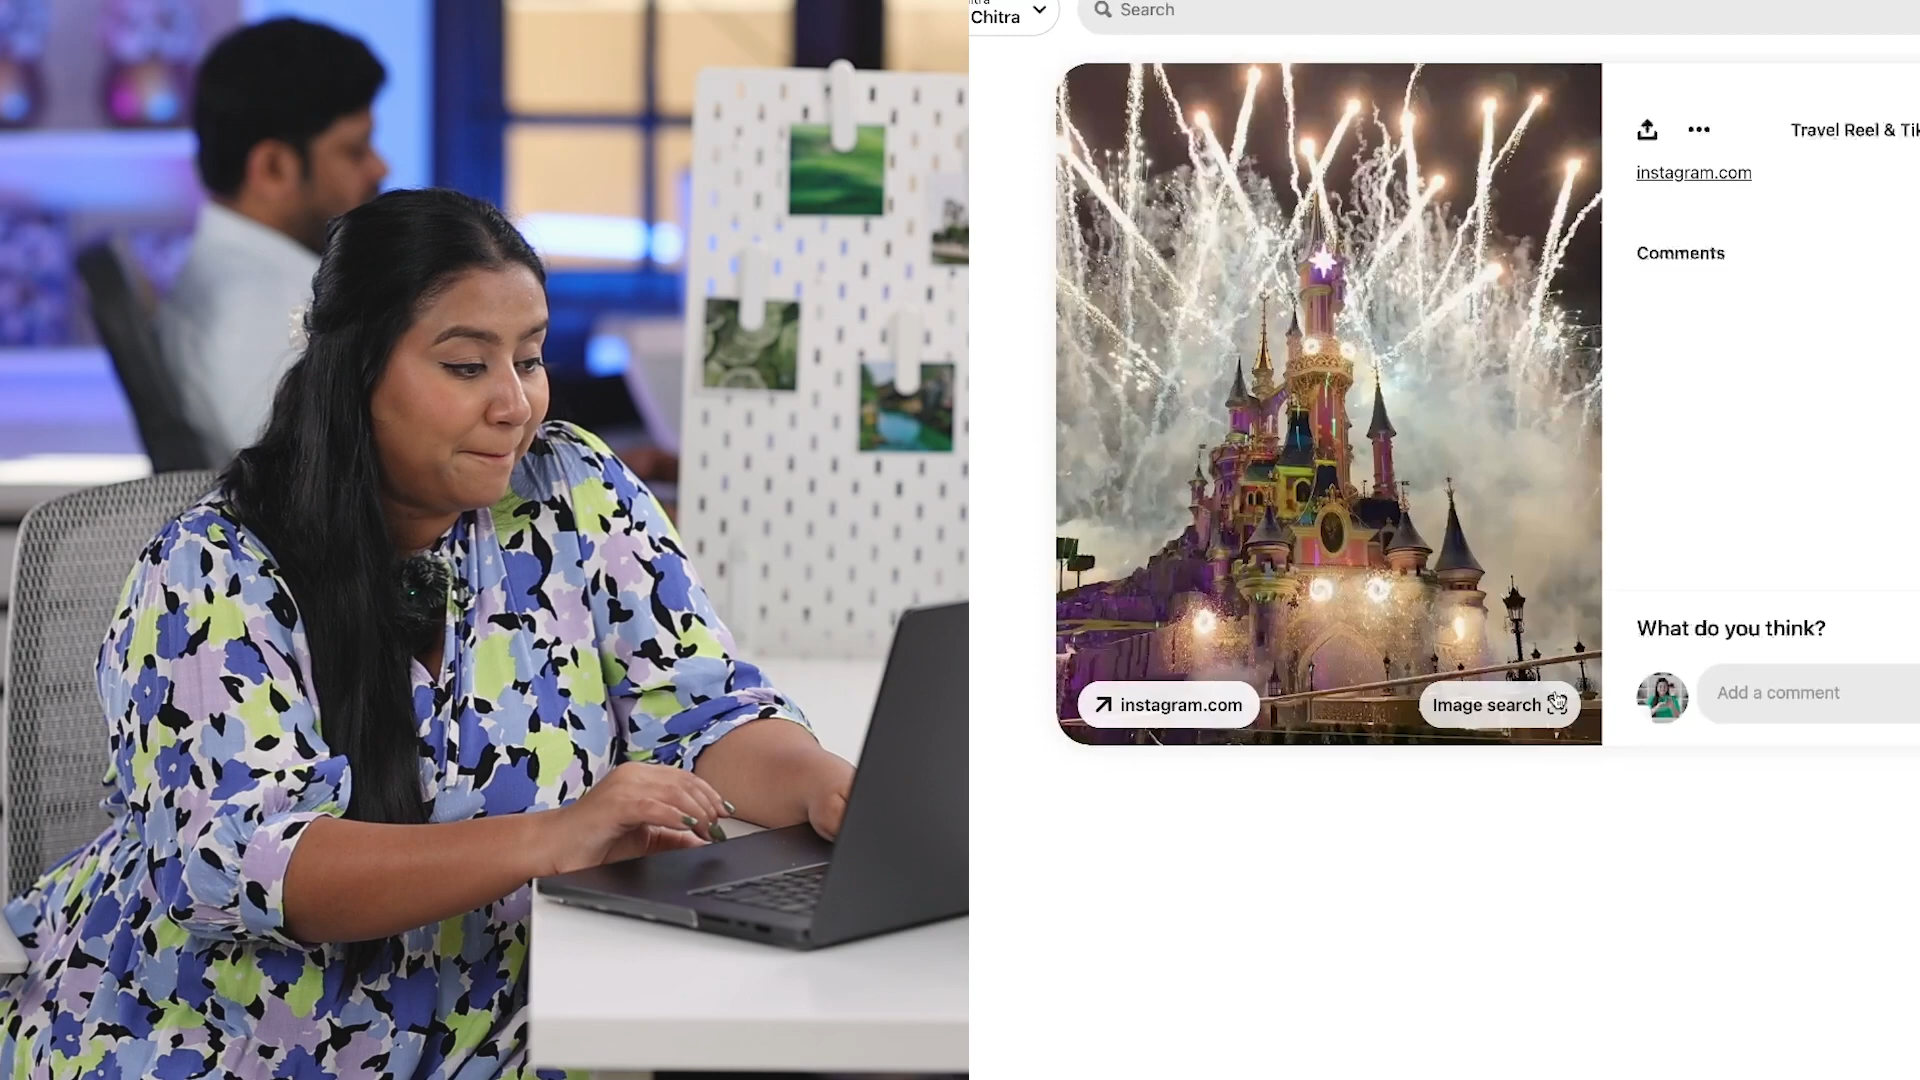 Chitra
Search
Travel Reel & Tik
instagram.com
Comments
instagram.com
Image search
What do you think?
Add a comment